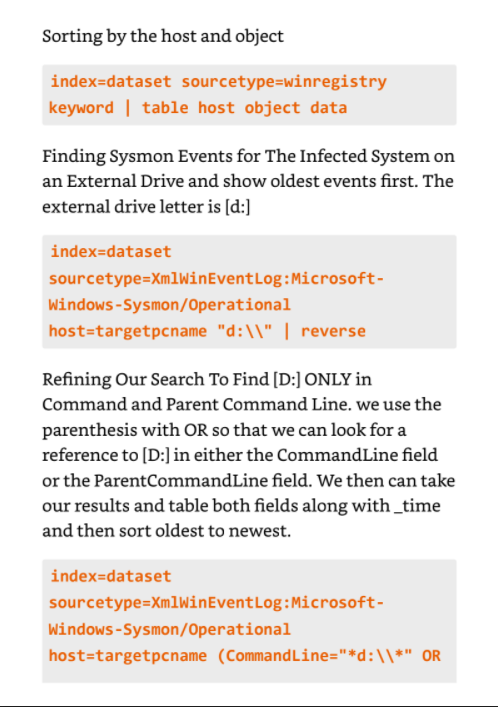 Sorting by the host and object
index=dataset sourcetype=winregistry
keyword | table host object data
Finding Sysmon Events for The Infected System on
an External Drive and show oldest events first. The
external drive letter is [d:]
index=dataset
sourcetype=XmlWinEventLog:Microsoft-
Windows-Sysmon/Operational
host=targetpcname "d:\\" | reverse
Refining Our Search To Find [D:] ONLY in
Command and Parent Command Line. we use the
parenthesis with OR so that we can look for a
reference to [D:] in either the CommandLine field
or the ParentCommandLine field. We then can take
our results and table both fields along with _time
and then sort oldest to newest.
index=dataset
sourcetype=XmlWinEventLog:Microsoft-
Windows-Sysmon/Operational
host=targetpcname (CommandLine="*d:\\*" OR